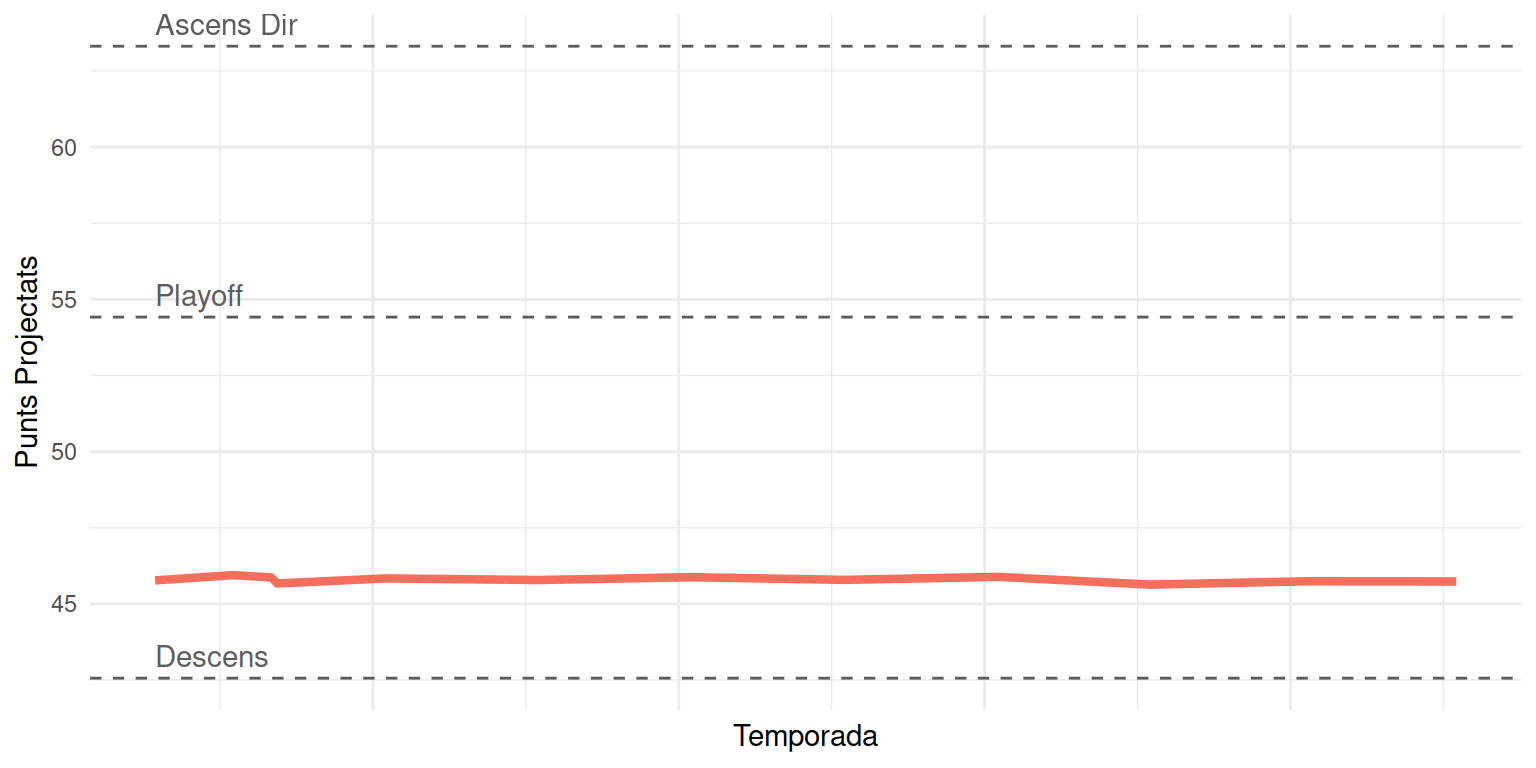 Ascens Dir
60
Playoff
55
Punts Projectats
50
45
Descens
Temporada